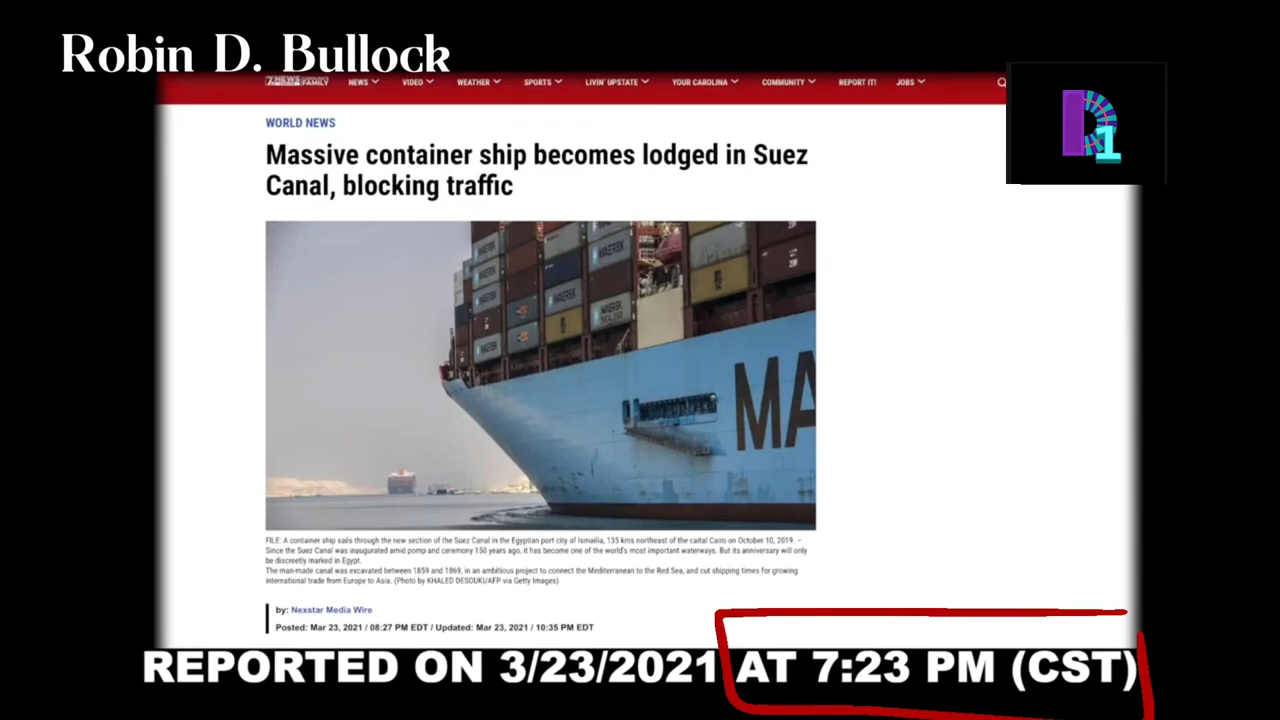 Robin D. Bullock
7NEWS FAMILY NEWS VIDEO WEATHER SPORTS LIVIN' UPSTATE YOUR CAROLINA COMMUNITY REPORT IT! JOBS
D1
WORLD NEWS
Massive container ship becomes lodged in Suez
Canal, blocking traffic
MAERSK
MAERSK
MAERSK
MA
FILE: A container ship sails through the new section of the Suez Canal in the Egyptian port city of Ismailia, 135 kms northeast of the caital Cairo on October 10, 2019. –
Since the Suez Canal was inaugurated amid pomp and ceremony 150 years ago, it has become one of the world's most important waterways. But its anniversary will only
be discreetly marked in Egypt.
The man-made canal was excavated between 1859 and 1869, in an ambitious project to connect the Mediterranean to the Red Sea, and cut shipping times for growing
international trade from Europe to Asia. (Photo by KHALED DESOUKI/AFP via Getty Images)
by: Nexstar Media Wire
Posted: Mar 23, 2021 / 08:27 PM EDT / Updated: Mar 23, 2021 / 10:35 PM EDT
REPORTED ON 3/23/2021 AT 7:23 PM (CST)